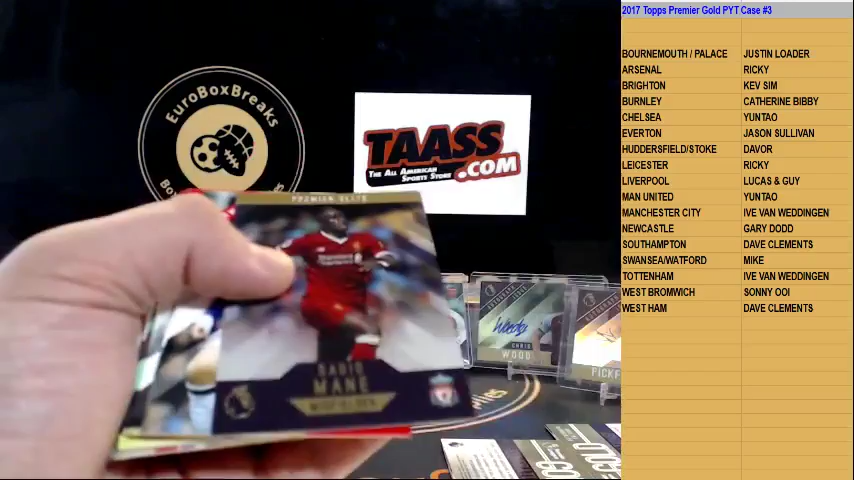 2017 Topps Premier Gold PYT Case #3
BOURNEMOUTH / PALACE JUSTIN LOADER
ARSENAL RICKY
BRIGHTON KEV SIM
BURNLEY CATHERINE BIBBY
CHELSEA YUNTAO
EVERTON JASON SULLIVAN
HUDDERSFIELD/STOKE DAVOR
LEICESTER RICKY
LIVERPOOL LUCAS & GUY
MAN UNITED YUNTAO
MANCHESTER CITY IVE VAN WEDDINGEN
NEWCASTLE GARY DODD
SOUTHAMPTON DAVE CLEMENTS
SWANSEA/WATFORD MIKE
TOTTENHAM IVE VAN WEDDINGEN
WEST BROMWICH SONNY OOI
WEST HAM DAVE CLEMENTS
EuroBoxBreaks
TAASS
THE ALL AMERICAN
SPORTS STORE
.COM
SADIO
MANE
MIDFIELDER
CHRIS
WOOD
PICKF
GOLD